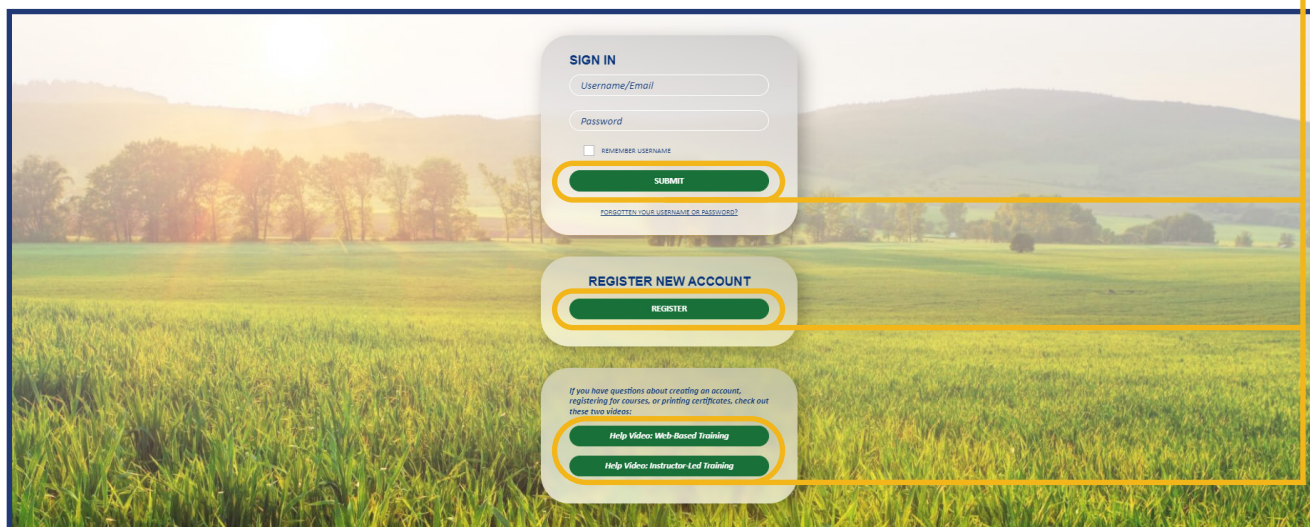 SIGN IN
Username/Email
Password
REMEMBER USERNAME
SUBMIT
FORGOTTEN YOUR USERNAME OR PASSWORD?
REGISTER NEW ACCOUNT
REGISTER
If you have questions about creating an account,
registering for courses, or printing certificates, check out
these two videos:
Help Video: Web-Based Training
Help Video: Instructor-Led Training